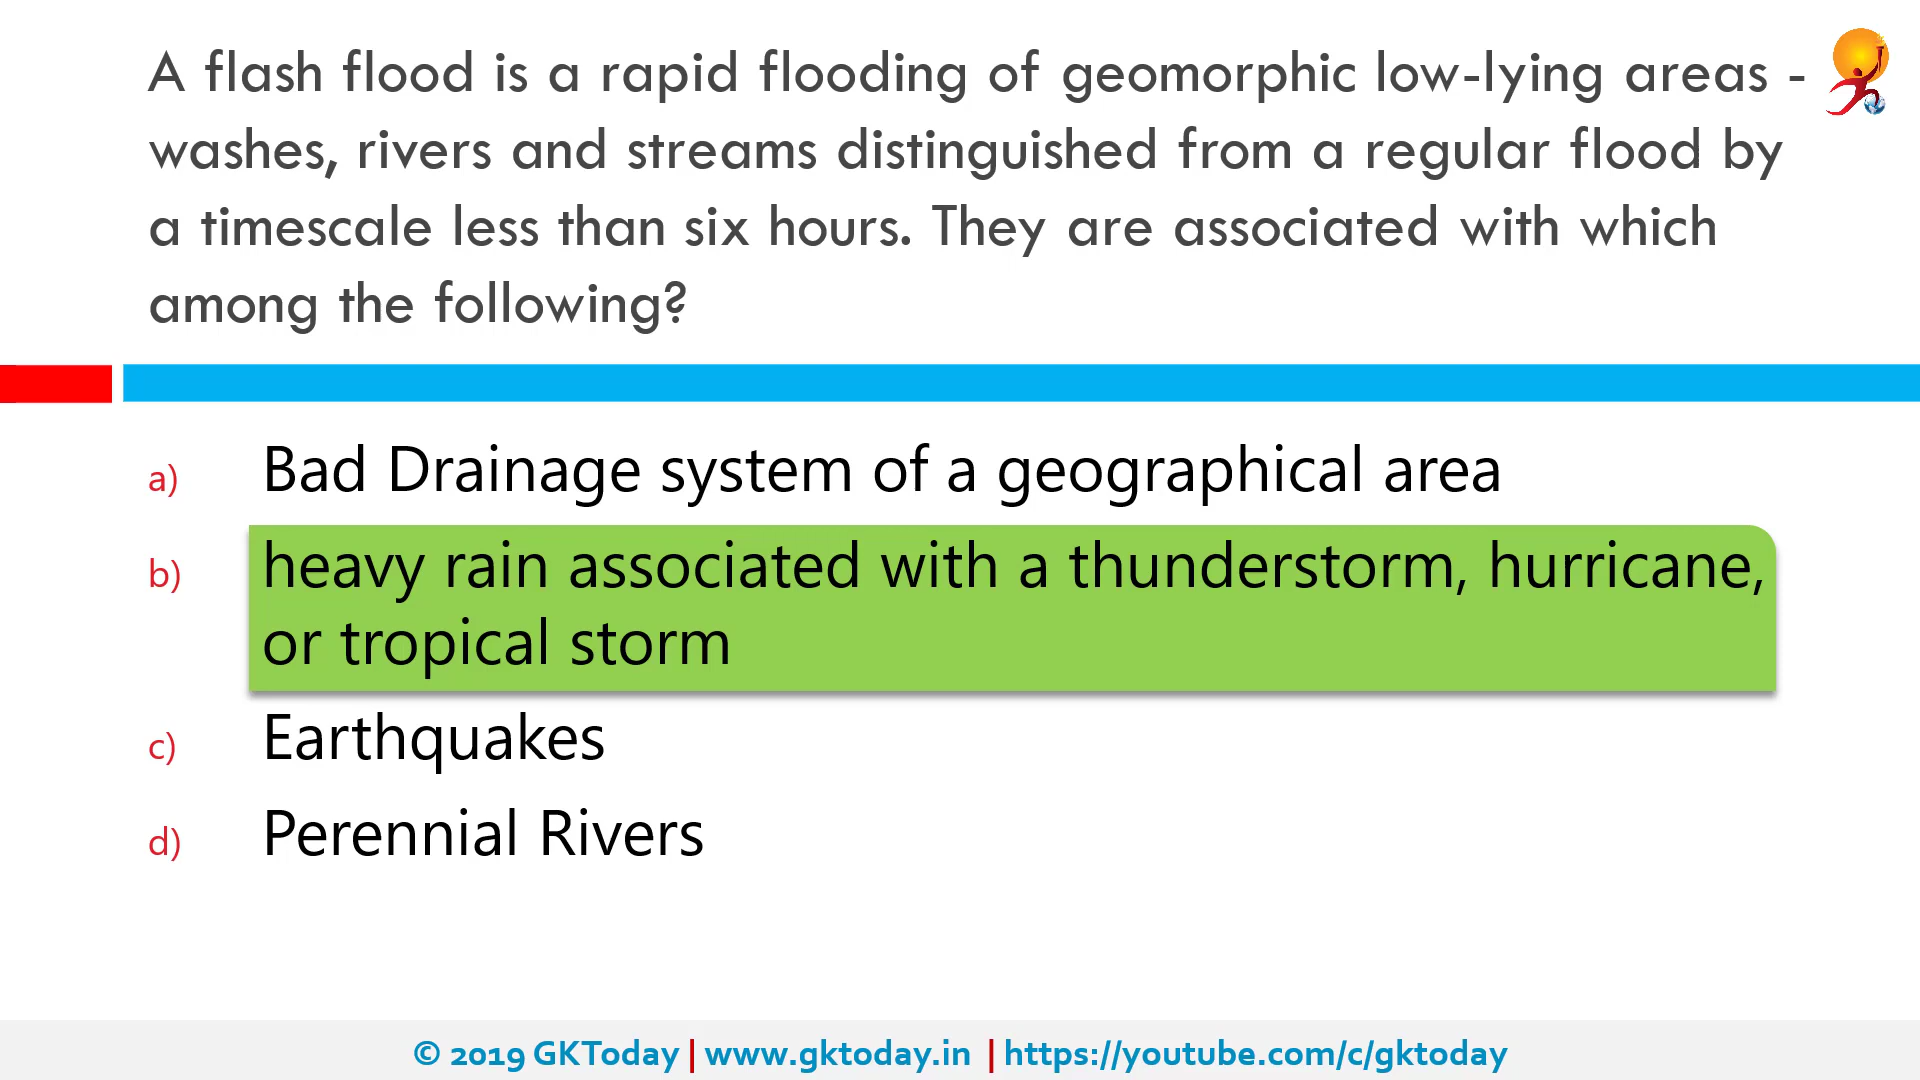 A flash flood is a rapid flooding of geomorphic low-lying areas -
washes, rivers and streams distinguished from a regular flood by
a timescale less than six hours. They are associated with which
among the following?
a) Bad Drainage system of a geographical area
b) heavy rain associated with a thunderstorm, hurricane,
or tropical storm
c) Earthquakes
d) Perennial Rivers
© 2019 GKToday | www.gktoday.in | https://youtube.com/c/gktoday